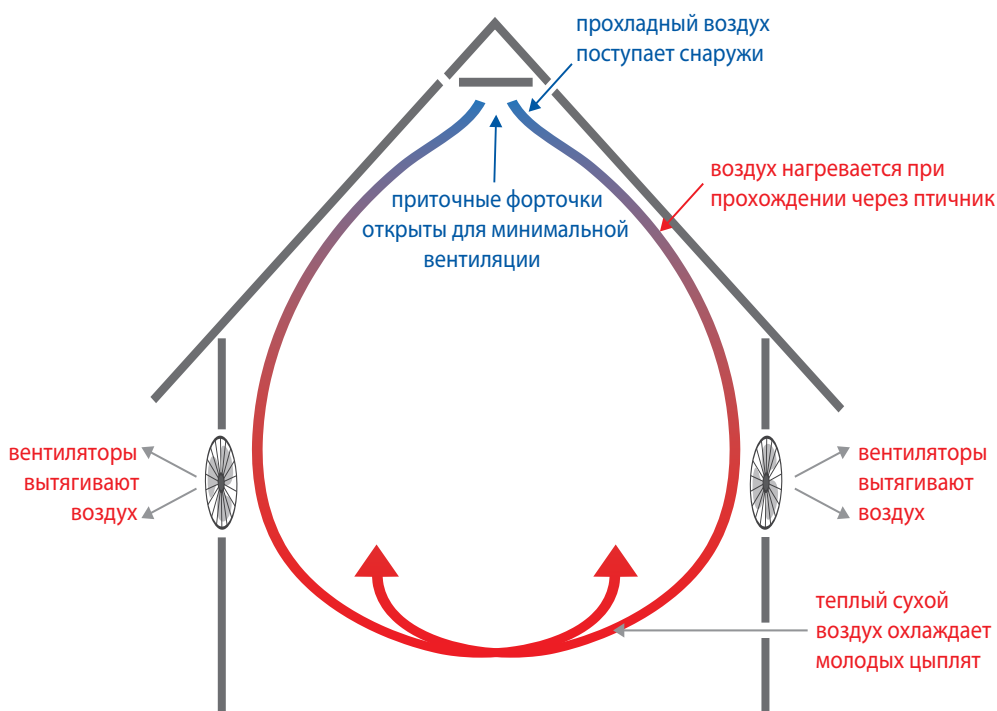 прохладный воздух
поступает снаружи
воздух нагревается при
прохождении через птичник
приточные форточки
открыты для минимальной
вентиляции
вентиляторы
вытягивают
воздух
вентиляторы
вытягивают
воздух
теплый сухой
воздух охлаждает
молодых цыплят